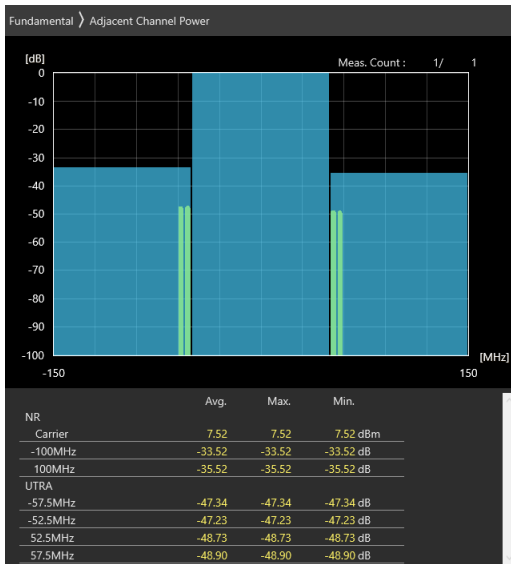 Fundamental 〉 Adjacent Channel Power
[dB]
Meas. Count : 1/ 1
0
-10
-20
-30
-40
-50
-60
-70
-80
-90
-100
[MHz]
-150 150
Avg. Max. Min.
NR
Carrier 7.52 7.52 7.52 dBm
-100MHz -33.52 -33.52 -33.52 dB
100MHz -35.52 -35.52 -35.52 dB
UTRA
-57.5MHz -47.34 -47.34 -47.34 dB
-52.5MHz -47.23 -47.23 -47.23 dB
52.5MHz -48.73 -48.73 -48.73 dB
57.5MHz -48.90 -48.90 -48.90 dB